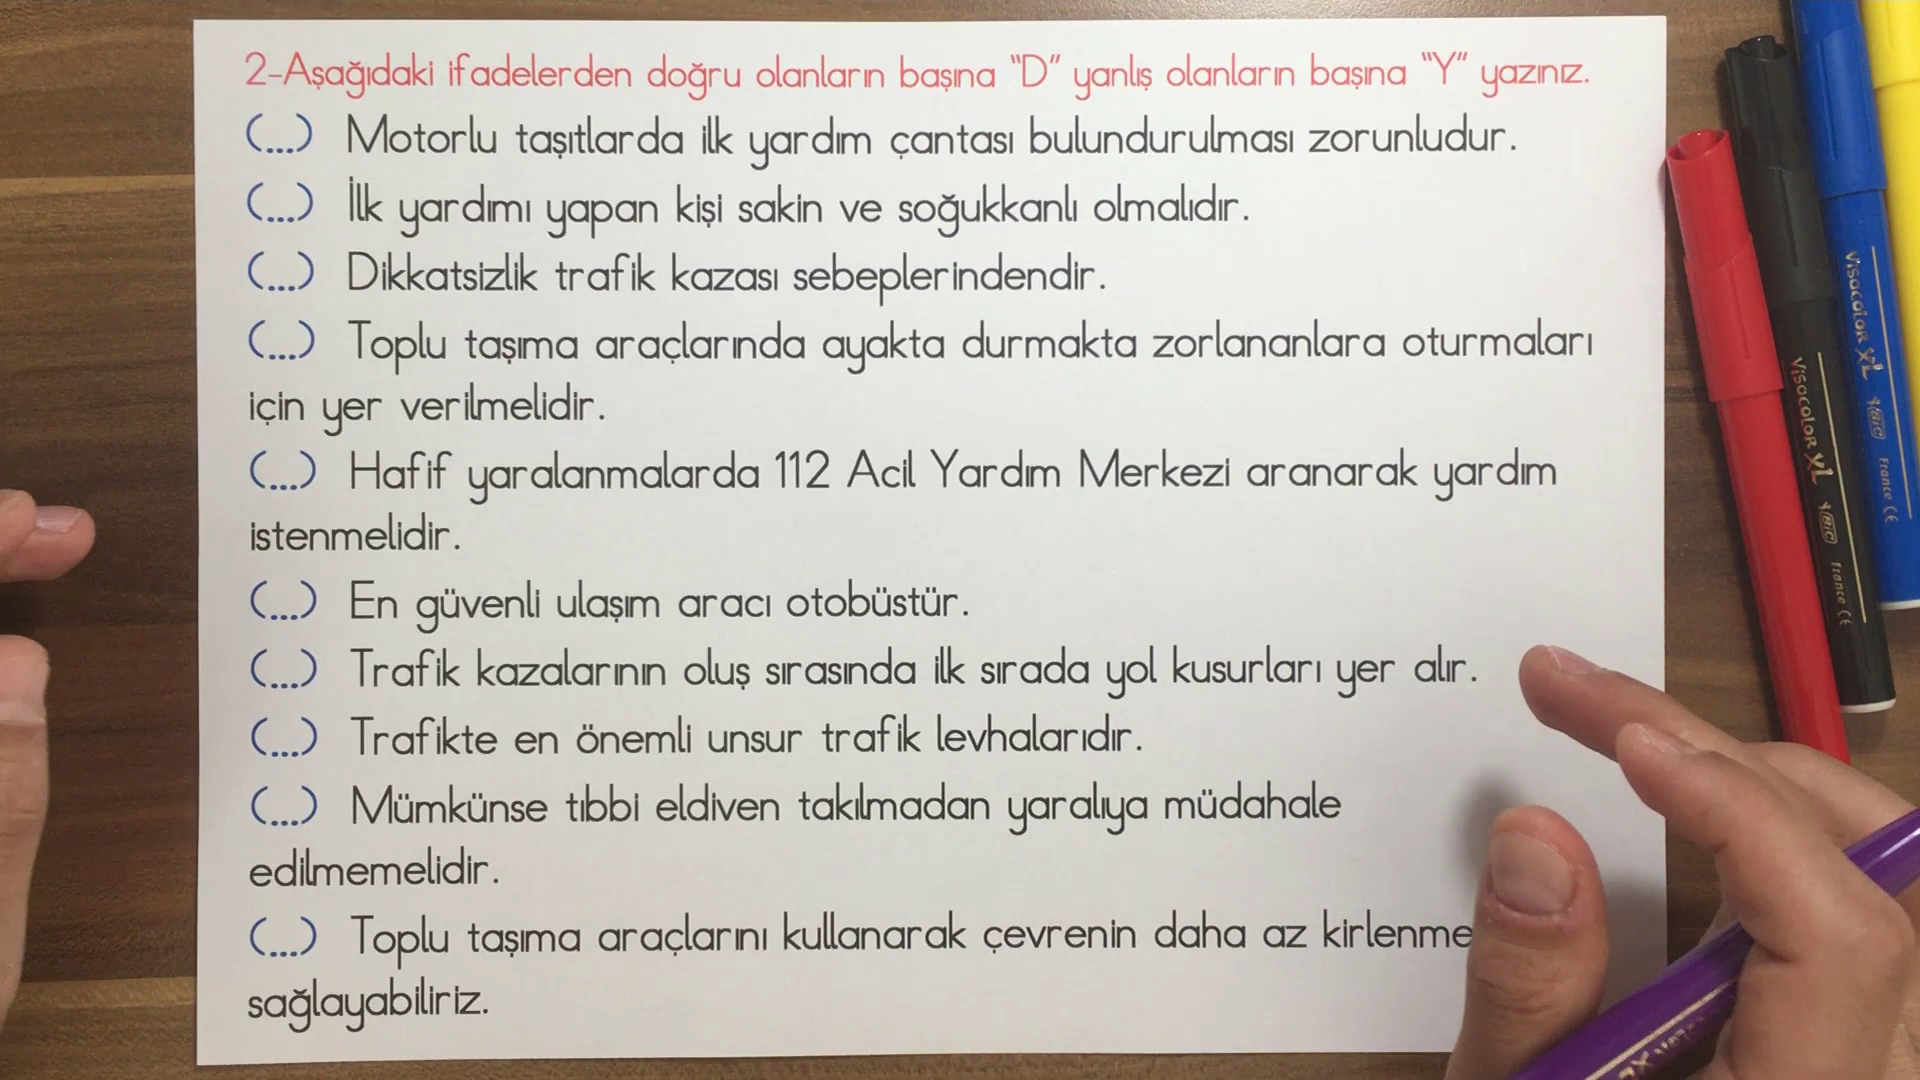 2-Aşağıdaki ifadelerden doğru olanların başına "D" yanlış olanların başına "Y" yazınız.
(...) Motorlu taşıtlarda ilk yardım çantası bulundurulması zorunludur.
(...) İlk yardımı yapan kişi sakin ve soğukkanlı olmalıdır.
(...) Dikkatsizlik trafik kazası sebeplerindendir.
(...) Toplu taşıma araçlarında ayakta durmakta zorlananlara oturmaları
için yer verilmelidir.
(...) Hafif yaralanmalarda 112 Acil Yardım Merkezi aranarak yardım
istenmelidir.
(...) En güvenli ulaşım aracı otobüstür.
(...) Trafik kazalarının oluş sırasında ilk sırada yol kusurları yer alır.
(...) Trafikte en önemli unsur trafik levhalarıdır.
(...) Mümkünse tıbbi eldiven takılmadan yaralıya müdahale
edilmemelidir.
(...) Toplu taşıma araçlarını kullanarak çevrenin daha az kirlenme
sağlayabiliriz.
VisacoloR XL BIC France CE
VisacoloR XL BIC France CE